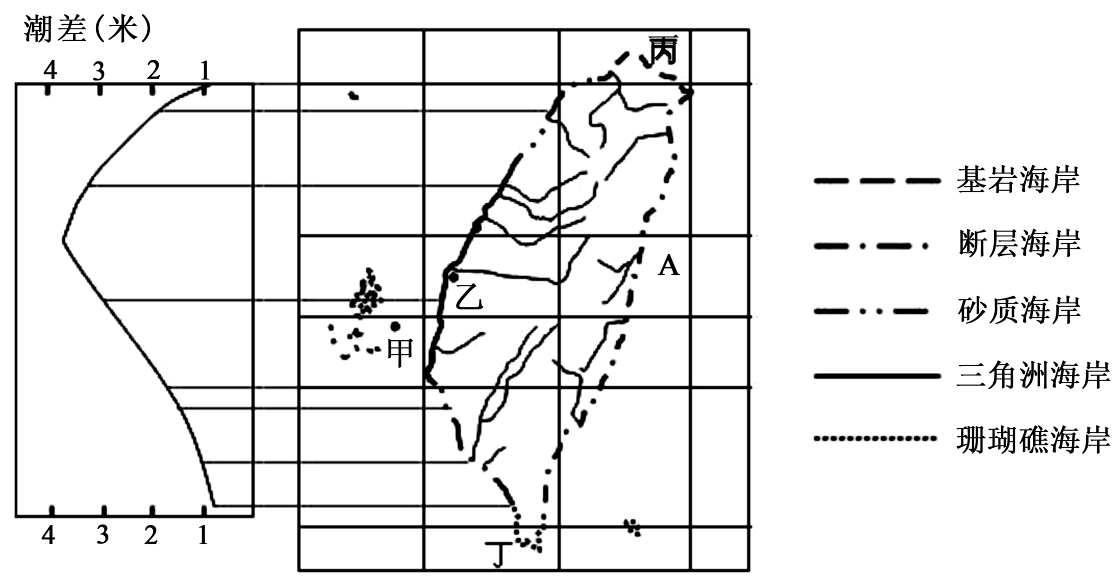 潮差(米)
4 3 2 1
4 3 2 1
丙
A
乙
甲
丁
基岩海岸
断层海岸
砂质海岸
三角洲海岸
珊瑚礁海岸